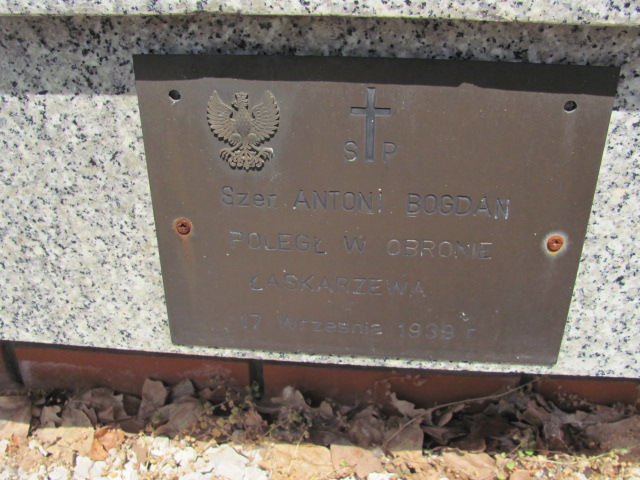 Ś P
Szer. ANTONI BOGDAN
POLEGŁ W OBRONIE
ŁASKARZEWA
17 Września 1939 r.